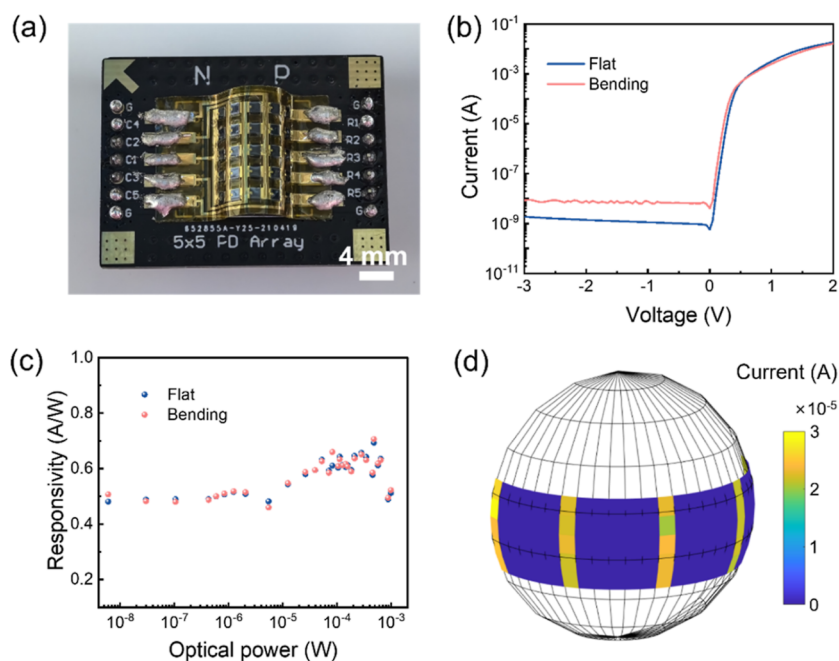 (a)
N P
G
C4
C2
C1
C3
C5
G
G
R1
R2
R3
R4
R5
G
652855A-Y25-210419
5x5 PD Array
4 mm
(b)
Current (A)
10⁻¹
10⁻³
10⁻⁵
10⁻⁷
10⁻⁹
10⁻¹¹
Flat
Bending
-3 -2 -1 0 1 2
Voltage (V)
(c)
Responsivity (A/W)
1.0
0.8
0.6
0.4
0.2
Flat
Bending
10⁻⁸ 10⁻⁷ 10⁻⁶ 10⁻⁵ 10⁻⁴ 10⁻³
Optical power (W)
(d)
Current (A)
×10⁻⁵
3
2
1
0